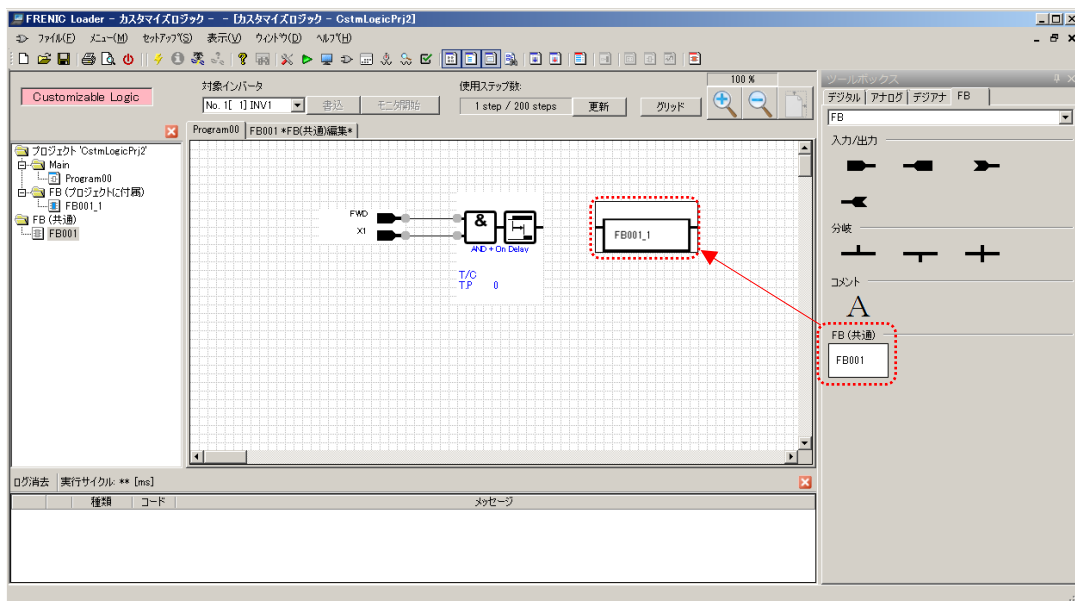 FRENIC Loader - カスタマイズロジック - - [カスタマイズロジック - CstmLogicPrj2]
ファイル(F) メニュー(M) セットアップ(S) 表示(V) ウィンドウ(D) ヘルプ(H)
Customizable Logic
対象インバータ
No. 1[ 1] INV1
書込
モニタ開始
使用ステップ数:
1 step / 200 steps
更新
グリッド
100 %
プロジェクト 'CstmLogicPrj2'
Main
Program00
FB (プロジェクトに付属)
FB001_1
FB (共通)
FB001
Program00
FB001 *FB(共通)編集*
FWD
X1
&
AND + On Delay
T/C
T.P 0
FB001_1
ツールボックス
デジタル アナログ デジアナ FB
FB
入力/出力
分岐
コメント
A
FB (共通)
FB001
ログ消去 実行サイクル: ** [ms]
種類 コード メッセージ